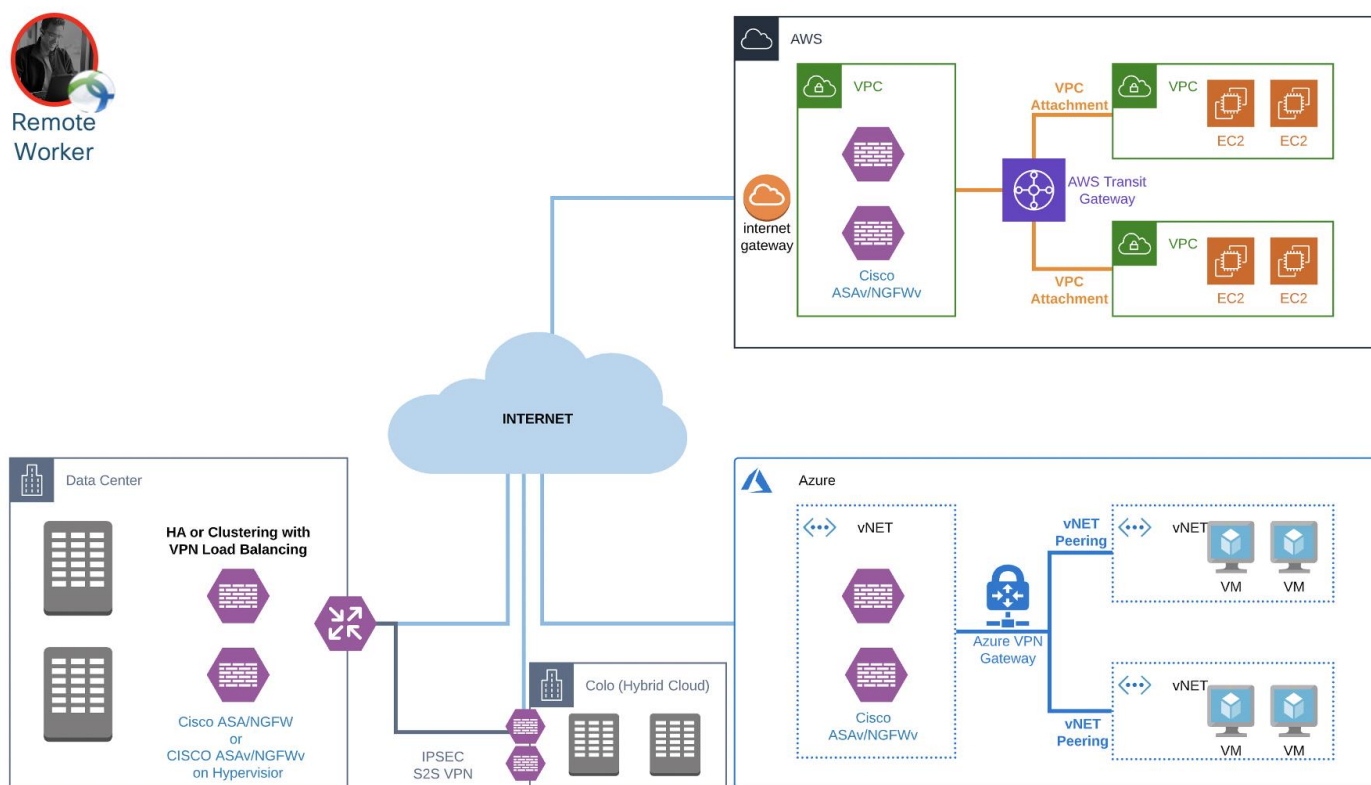 Remote
Worker
AWS
VPC
Cisco
ASAv/NGFWv
internet
gateway
VPC
Attachment
VPC
EC2
EC2
AWS Transit
Gateway
VPC
EC2
EC2
VPC
Attachment
INTERNET
Data Center
HA or Clustering with
VPN Load Balancing
Cisco ASA/NGFW
or
CISCO ASAv/NGFWv
on Hypervisior
IPSEC
S2S VPN
Colo (Hybrid Cloud)
Azure
vNET
Cisco
ASAv/NGFWv
Azure VPN
Gateway
vNET
Peering
vNET
VM
VM
vNET
Peering
vNET
VM
VM